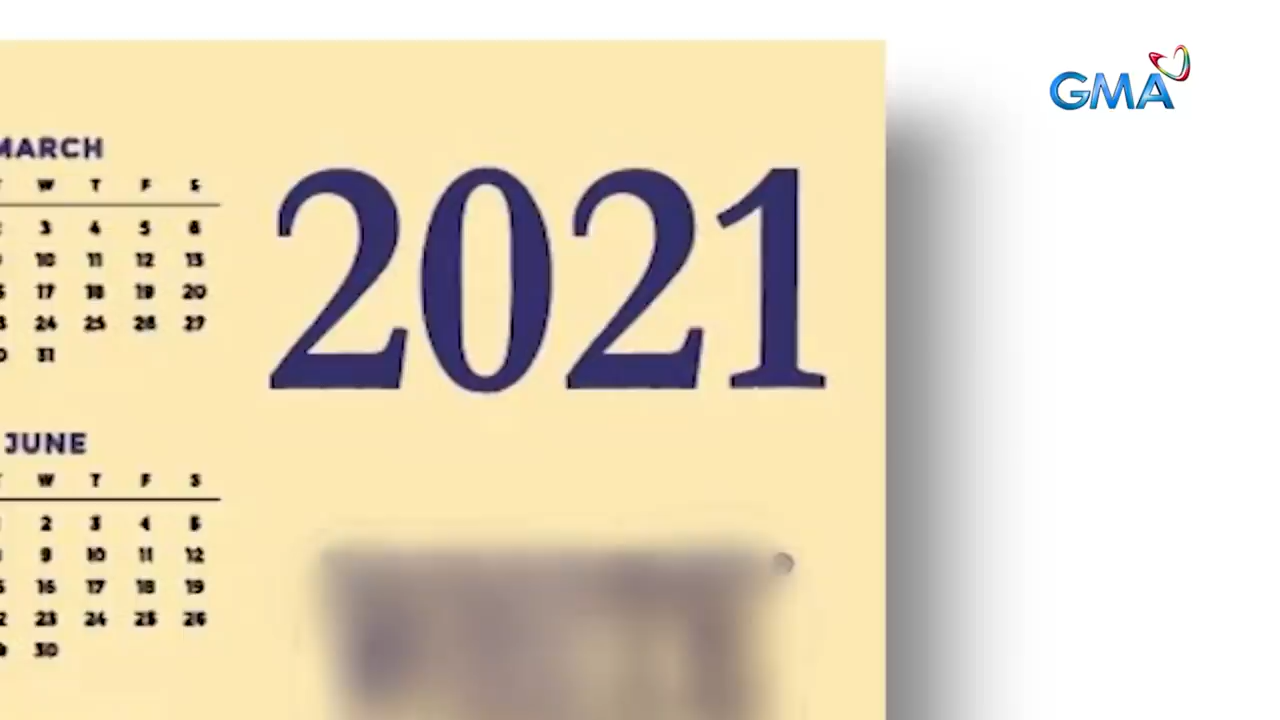 GMA
MARCH
W T F S
3 4 5 6
10 11 12 13
17 18 19 20
24 25 26 27
31
2021
JUNE
W T F S
2 3 4 5
9 10 11 12
16 17 18 19
23 24 25 26
30